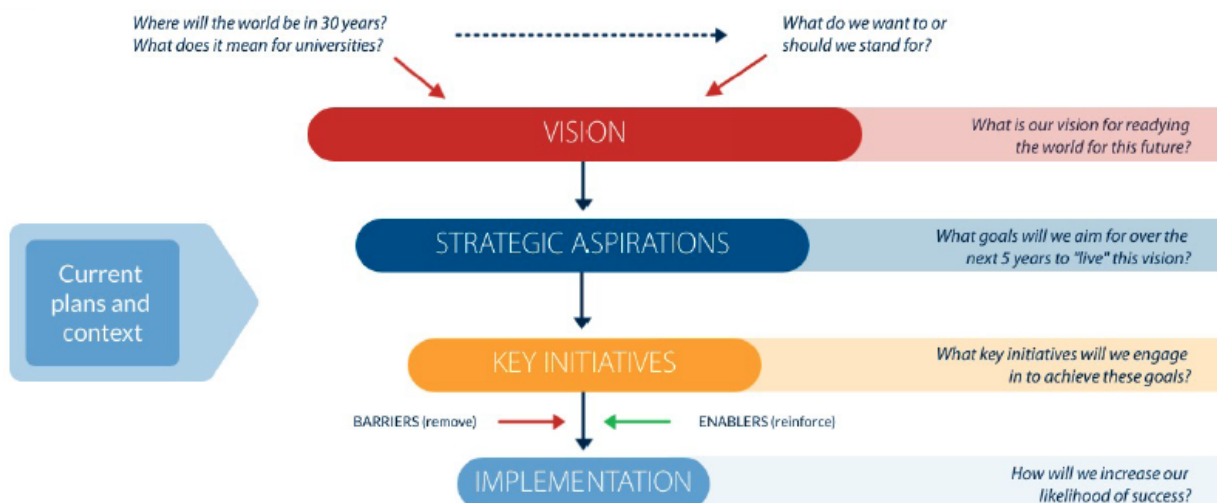 Where will the world be in 30 years?
What does it mean for universities?
What do we want to or
should we stand for?
VISION
What is our vision for readying
the world for this future?
STRATEGIC ASPIRATIONS
What goals will we aim for over the
next 5 years to "live" this vision?
Current
plans and
context
KEY INITIATIVES
What key initiatives will we engage
in to achieve these goals?
BARRIERS (remove)
ENABLERS (reinforce)
IMPLEMENTATION
How will we increase our
likelihood of success?